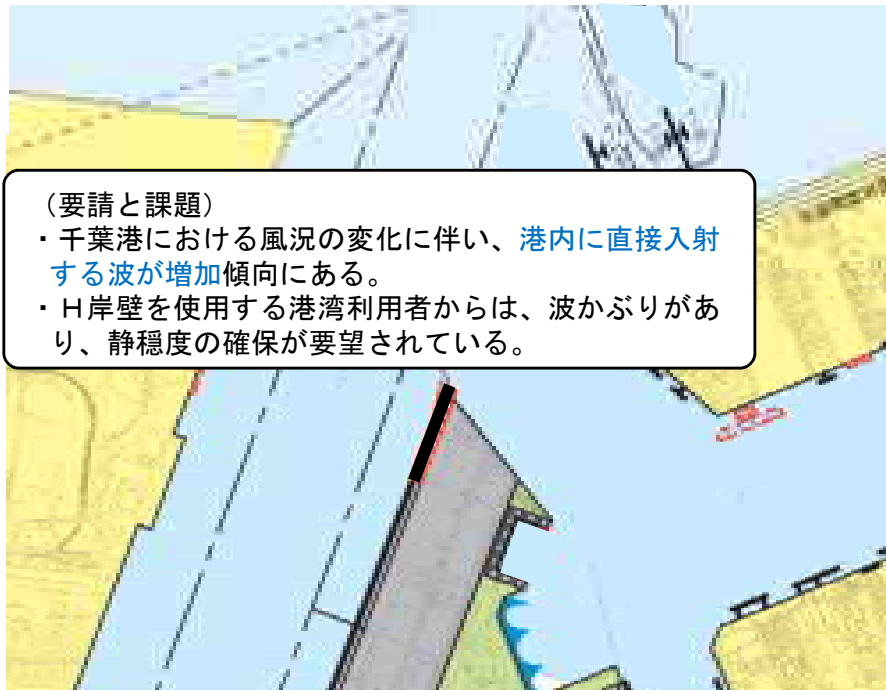 （要請と課題）
・千葉港における風況の変化に伴い、港内に直接入射
する波が増加傾向にある。
・Ｈ岸壁を使用する港湾利用者からは、波かぶりがあ
り、静穏度の確保が要望されている。